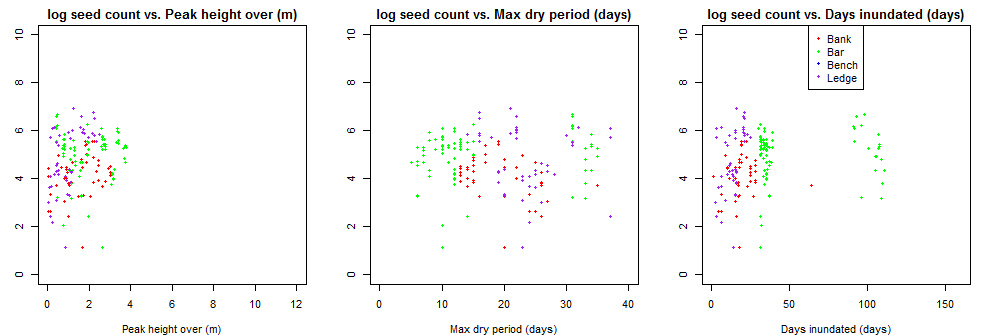 log seed count vs. Peak height over (m)
10
8
6
4
2
0
0 2 4 6 8 10 12
Peak height over (m)
log seed count vs. Max dry period (days)
10
8
6
4
2
0
0 10 20 30 40
Max dry period (days)
log seed count vs. Days inundated (days)
Bank
Bar
Bench
Ledge
10
8
6
4
2
0
0 50 100 150
Days inundated (days)